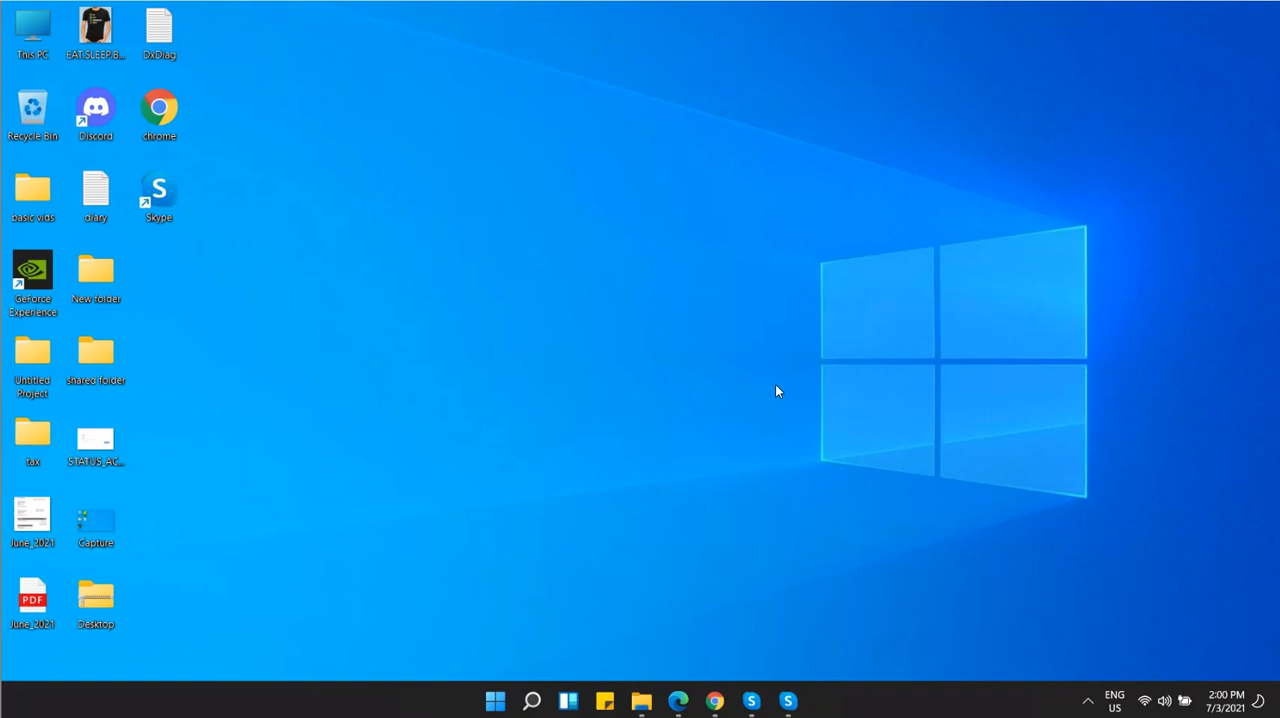 This PC
EAT.SLEEP.B...
DxDiag
Recycle Bin
Discord
chrome
basic vids
diary
S
Skype
GeForce
Experience
New folder
Untitled
Project
shared folder
tax
STATUS_AC...
June_2021
Capture
PDF
June_2021
Desktop
S
S
ENG
US
2:00 PM
7/3/2021